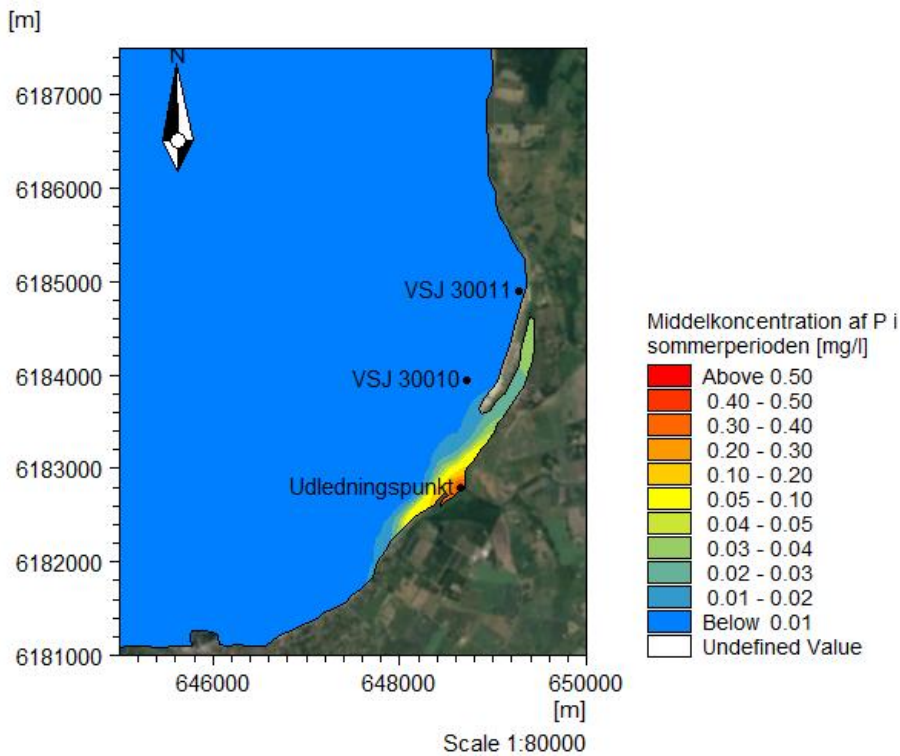 [m]
N
6187000
6186000
6185000
6184000
6183000
6182000
6181000
VSJ 30011
VSJ 30010
Udledningspunkt
646000
648000
650000
[m]
Scale 1:80000
Middelkoncentration af P i
sommerperioden [mg/l]
Above 0.50
0.40 - 0.50
0.30 - 0.40
0.20 - 0.30
0.10 - 0.20
0.05 - 0.10
0.04 - 0.05
0.03 - 0.04
0.02 - 0.03
0.01 - 0.02
Below 0.01
Undefined Value